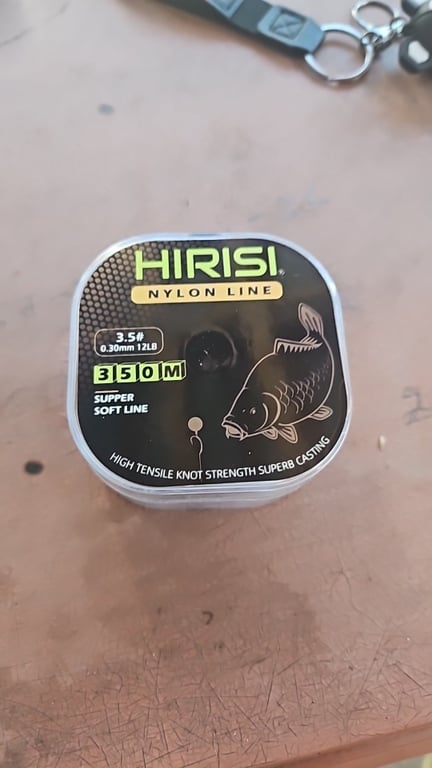 HIRISI®
NYLON LINE
3.5#
0.30mm 12LB
350M
SUPPER
SOFT LINE
HIGH TENSILE KNOT STRENGTH SUPERB CASTING